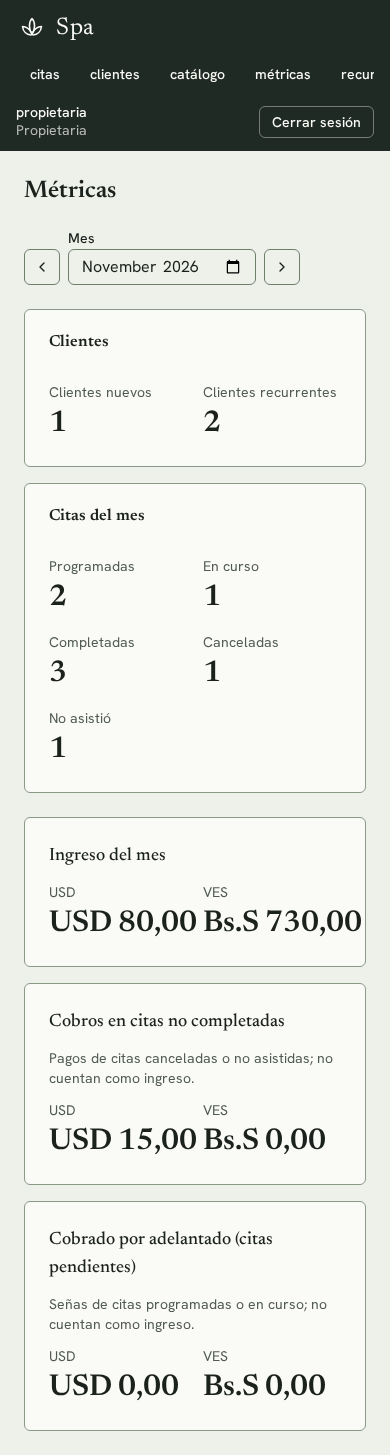 Spa
citas clientes catálogo métricas recur
propietaria
Propietaria
Cerrar sesión
Métricas
Mes
November 2026
Clientes
Clientes nuevos Clientes recurrentes
1 2
Citas del mes
Programadas En curso
2 1
Completadas Canceladas
3 1
No asistió
1
Ingreso del mes
USD VES
USD 80,00 Bs.S 730,00
Cobros en citas no completadas
Pagos de citas canceladas o no asistidas; no
cuentan como ingreso.
USD VES
USD 15,00 Bs.S 0,00
Cobrado por adelantado (citas
pendientes)
Señas de citas programadas o en curso; no
cuentan como ingreso.
USD VES
USD 0,00 Bs.S 0,00